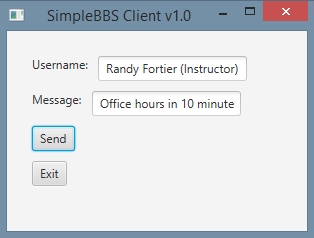 SimpleBBS Client v1.0
Username: Randy Fortier (Instructor)
Message: Office hours in 10 minute
Send
Exit